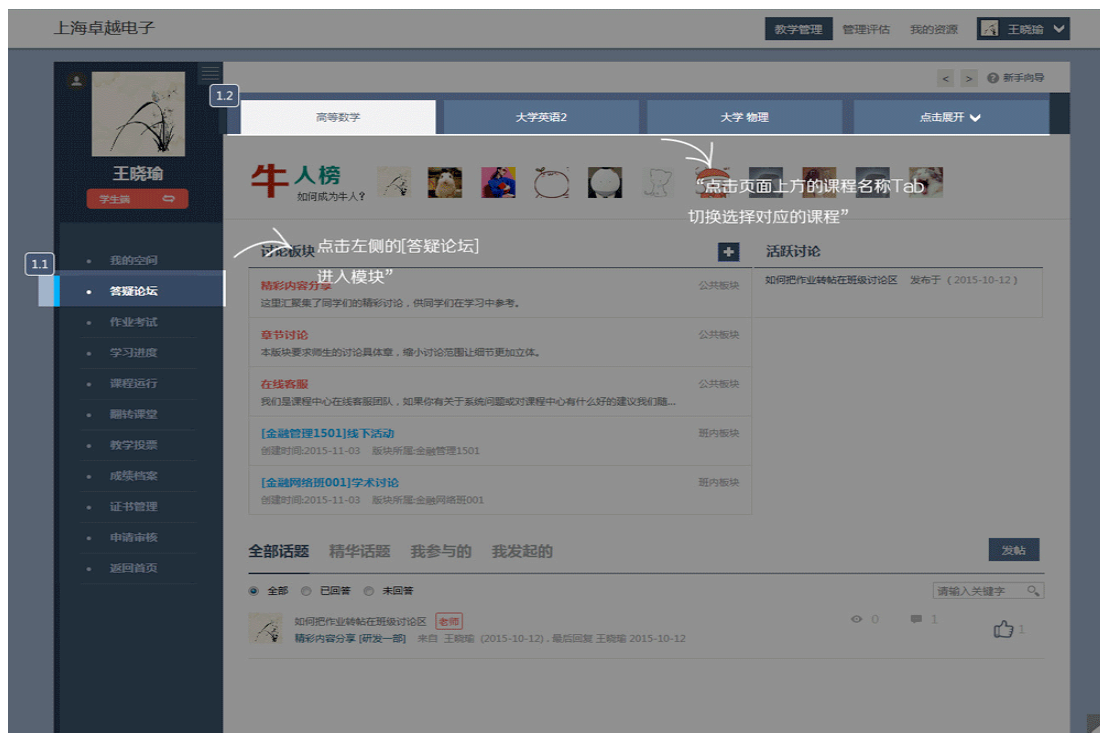 上海卓越电子
教学管理 管理评估 我的资源 王晓瑜
< > 新手向导
1.2
高等数学 大学英语2 大学 物理 点击展开
王晓瑜
学生端
牛人榜
如何成为牛人?
“点击页面上方的课程名称Tab
切换选择对应的课程”
1.1
点击左侧的[答疑论坛]
进入模块”
我的空间
答疑论坛
作业考试
学习进度
课程运行
翻转课堂
教学投票
成绩档案
证书管理
申请审核
返回首页
讨论板块
活跃讨论
精彩内容分享 公共板块
这里汇聚了同学们的精彩讨论，供同学们在学习中参考。
如何把作业转帖在班级讨论区 发布于（2015-10-12）
章节讨论 公共板块
本版块要求师生的讨论具体章，缩小讨论范围让细节更加立体。
在线客服 公共板块
我们是课程中心在线客服团队，如果你有关于系统问题或对课程中心有什么好的建议我们随...
[金融管理1501]线下活动 班内板块
创建时间:2015-11-03 版块所属:金融管理1501
[金融网络班001]学术讨论 班内板块
创建时间:2015-11-03 版块所属:金融网络班001
全部话题 精华话题 我参与的 我发起的 发帖
全部 已回答 未回答 请输入关键字
如何把作业转帖在班级讨论区 老师 0 1
精彩内容分享 [研发一部] 来自 王晓瑜 (2015-10-12) , 最后回复 王晓瑜 2015-10-12 1